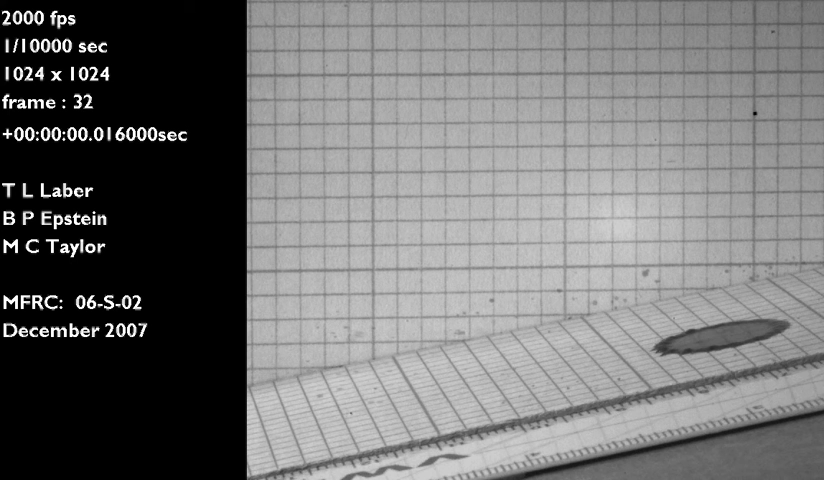 2000 fps
1/10000 sec
1024 x 1024
frame : 32
+00:00:00.016000sec
T L Laber
B P Epstein
M C Taylor
MFRC: 06-S-02
December 2007